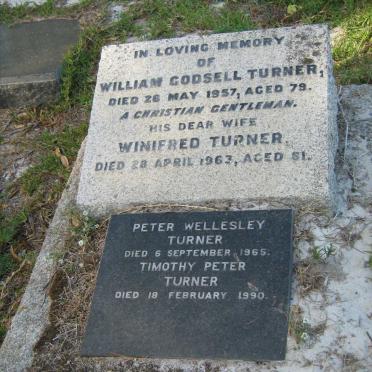 IN LOVING MEMORY
OF
WILLIAM GODSELL TURNER,
DIED 26 MAY 1957, AGED 79.
A CHRISTIAN GENTLEMAN.
HIS DEAR WIFE
WINIFRED TURNER.
DIED 28 APRIL 1963, AGED 81.
PETER WELLESLEY
TURNER
DIED 6 SEPTEMBER 1965.
TIMOTHY PETER
TURNER
DIED 18 FEBRUARY 1990.